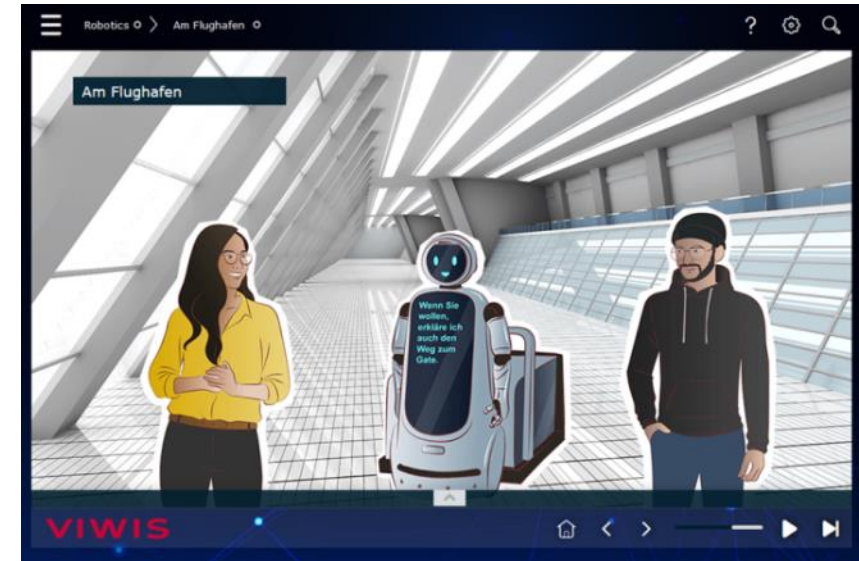 Robotics
Am Flughafen
Am Flughafen
Wenn Sie
wollen,
erkläre ich
auch den
Weg zum
Gate.
VIWIS